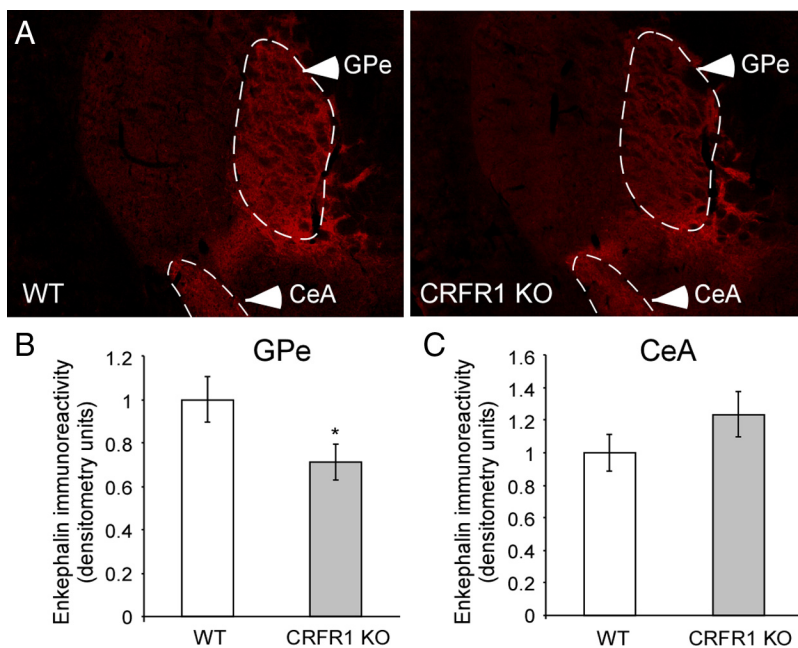 A
GPe
WT
CeA
GPe
CRFR1 KO
CeA
B
GPe
Enkephalin immunoreactivity
(densitometry units)
1.2
1
0.8
0.6
0.4
0.2
0
*
WT
CRFR1 KO
C
CeA
Enkephalin immunoreactivity
(densitometry units)
1.6
1.4
1.2
1
0.8
0.6
0.4
0.2
0
WT
CRFR1 KO